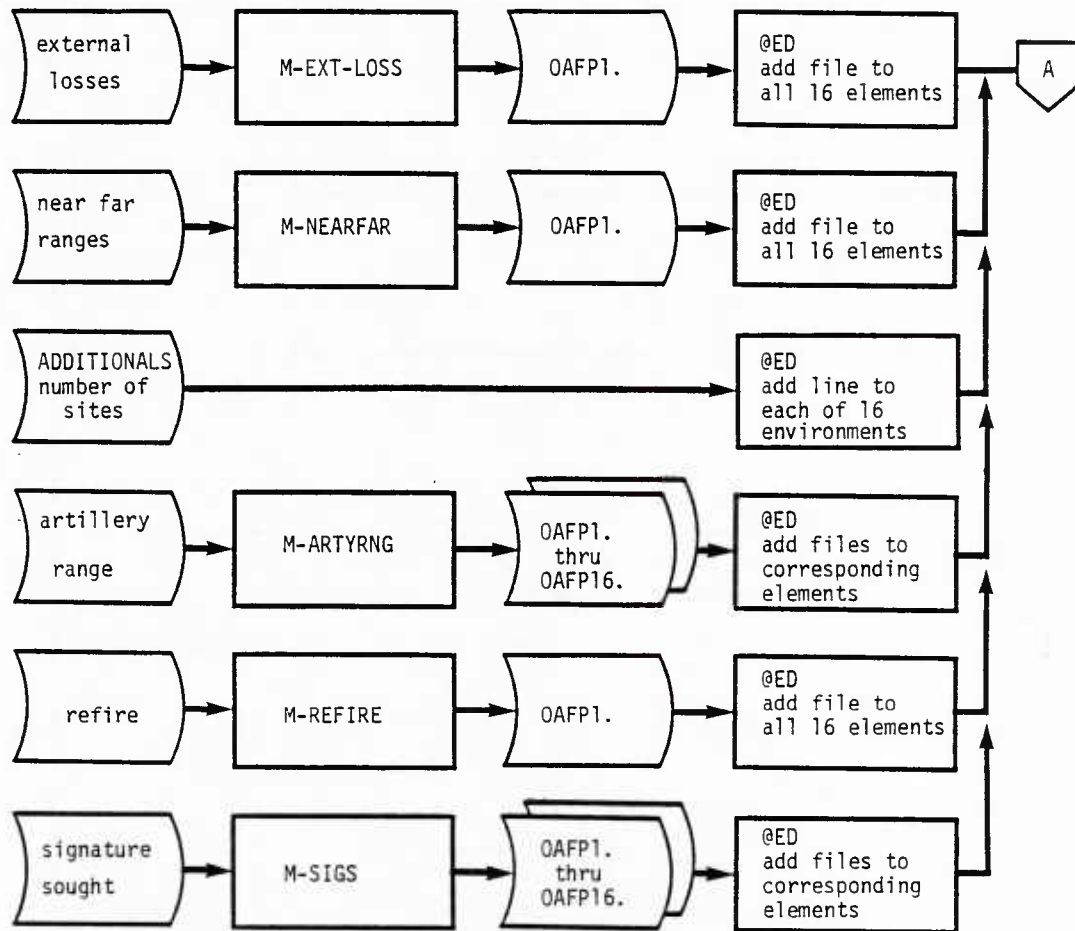 external
losses
M-EXT-LOSS
OAFP1.
@ED
add file to
all 16 elements
A
near far
ranges
M-NEARFAR
OAFP1.
@ED
add file to
all 16 elements
ADDITIONALS
number of
sites
@ED
add line to
each of 16
environments
artillery
range
M-ARTYRNG
OAFP1.
thru
OAFP16.
@ED
add files to
corresponding
elements
refire
M-REFIRE
OAFP1.
@ED
add file to
all 16 elements
signature
sought
M-SIGS
OAFP1.
thru
OAFP16.
@ED
add files to
corresponding
elements